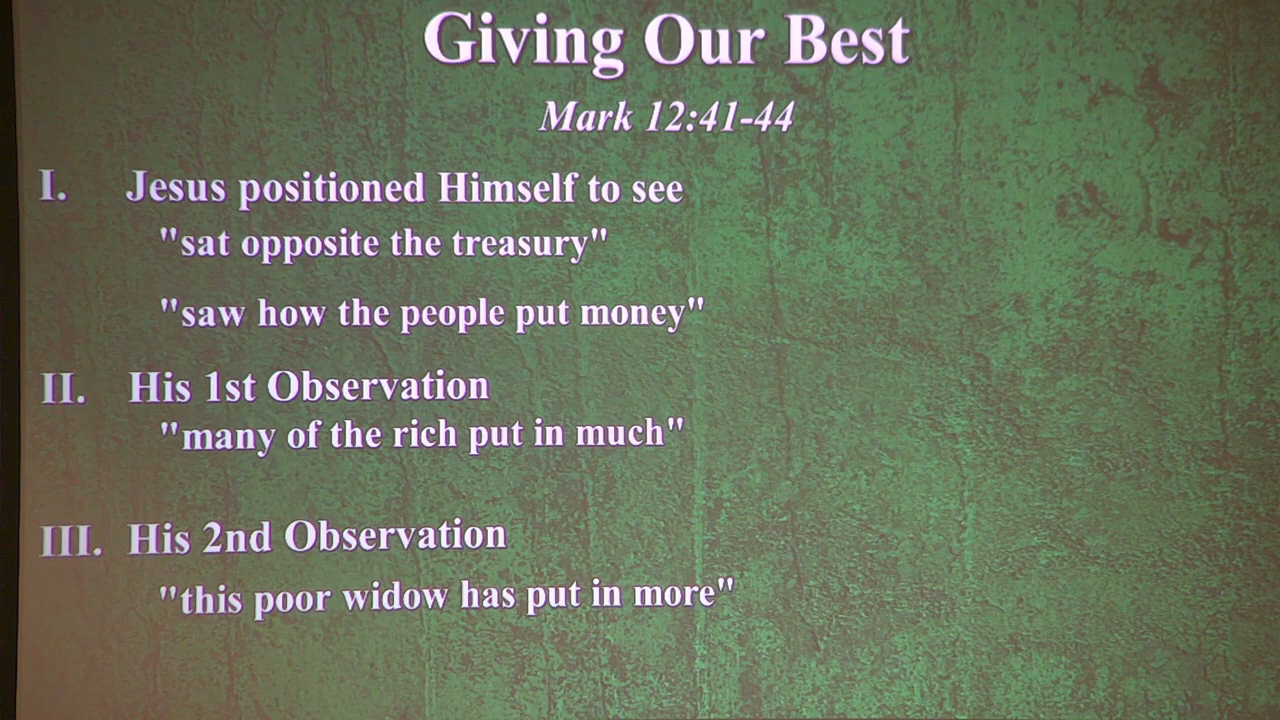 Giving Our Best
Mark 12:41-44
I. Jesus positioned Himself to see
"sat opposite the treasury"
"saw how the people put money"
II. His 1st Observation
"many of the rich put in much"
III. His 2nd Observation
"this poor widow has put in more"